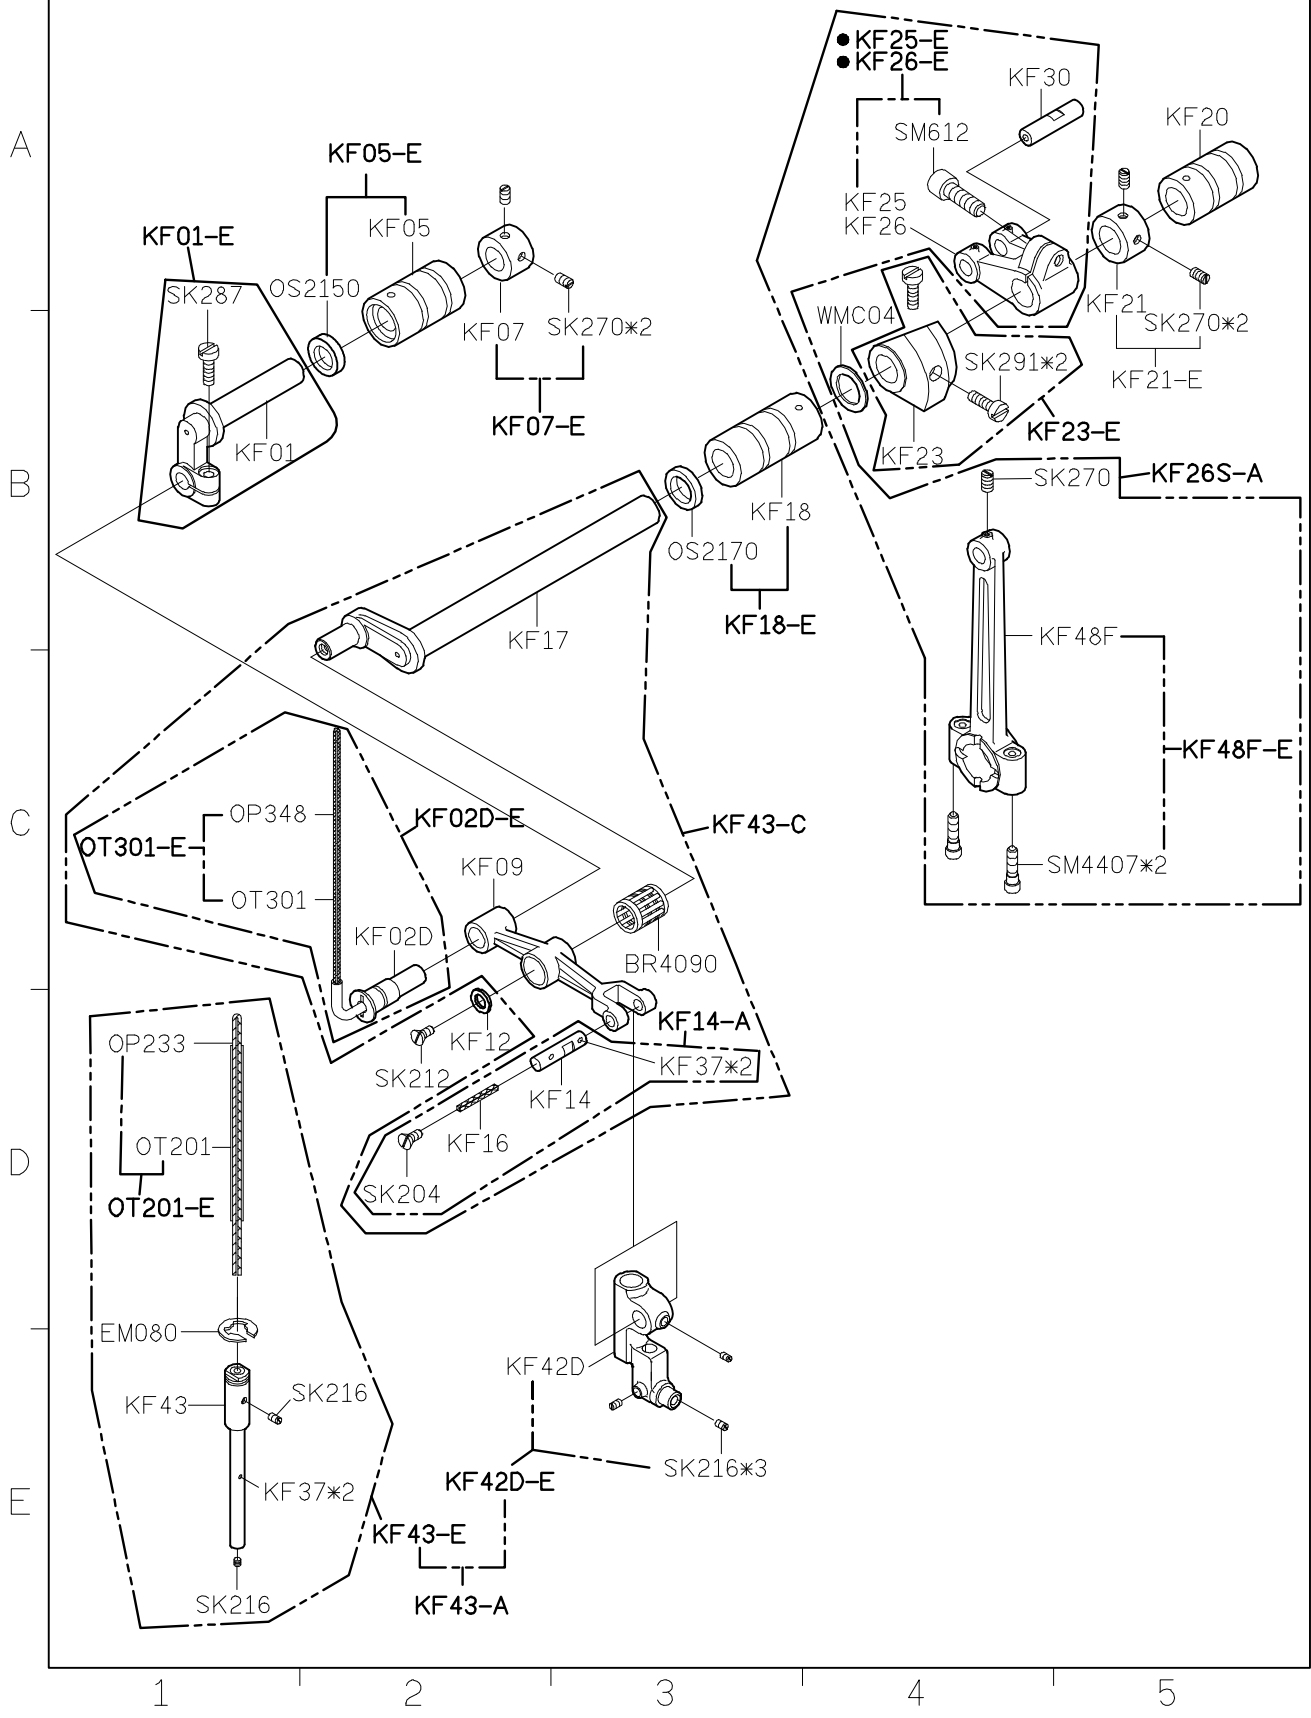 ● KF25-E
● KF26-E
KF30
KF20
A
SM612
KF05-E
KF25
KF26
KF05
KF01-E
SK287
OS2150
KF07
SK270*2
WMC04
KF21
SK270*2
SK291*2
KF21-E
KF07-E
KF23-E
KF01
KF23
B
SK270
KF26S-A
KF18
OS2170
KF18-E
KF17
KF48F
KF48F-E
C
OP348
KF02D-E
KF43-C
OT301-E
KF09
SM4407*2
OT301
KF02D
BR4090
KF14-A
OP233
KF12
KF37*2
SK212
KF14
OT201
KF16
D
SK204
OT201-E
EM080
KF42D
SK216
KF43
SK216*3
KF42D-E
KF37*2
E
KF43-E
SK216
KF43-A
1
2
3
4
5